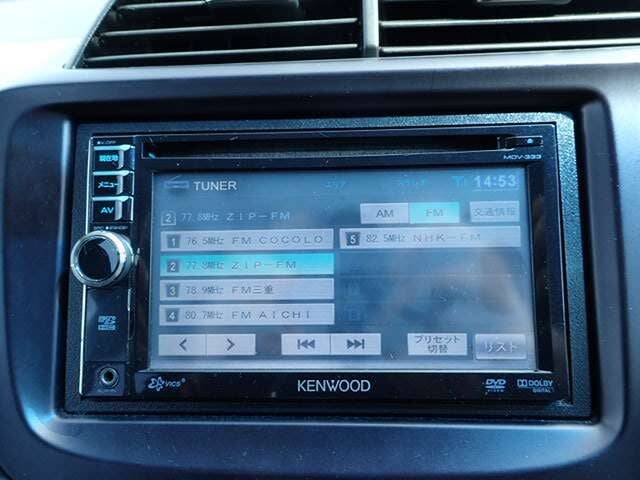 MDV-333
現在地
メニュー
AV
TUNER
14:53
2 77.8MHz ZIP-FM
AM
FM
交通情報
1 76.5MHz FM COCOLO
5 82.5MHz NHK-FM
2 77.8MHz ZIP-FM
3 78.9MHz FM三重
4 80.7MHz FM AICHI
プリセット
切替
リスト
VICS
KENWOOD
DVD
VIDEO
DOLBY
DIGITAL